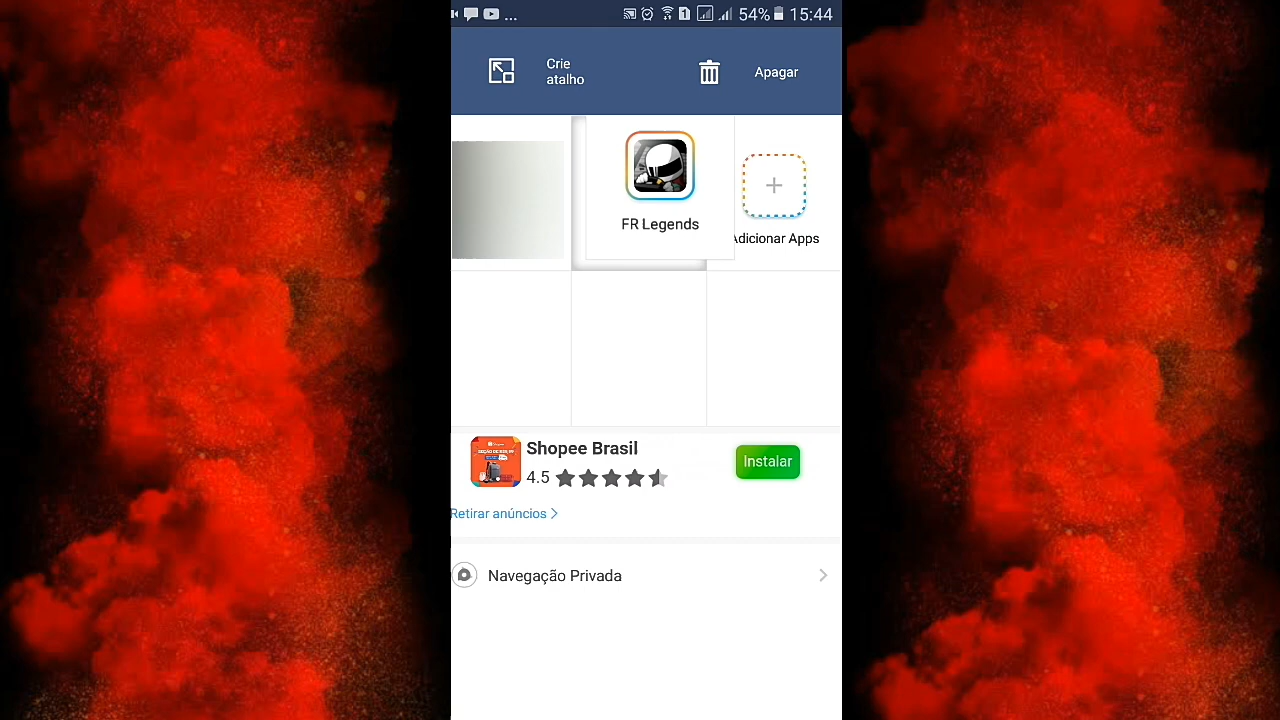 ... 1 54% 15:44
Crie
atalho
Apagar
FR Legends
Adicionar Apps
Shopee Brasil
4.5
Instalar
Retirar anúncios
Navegação Privada